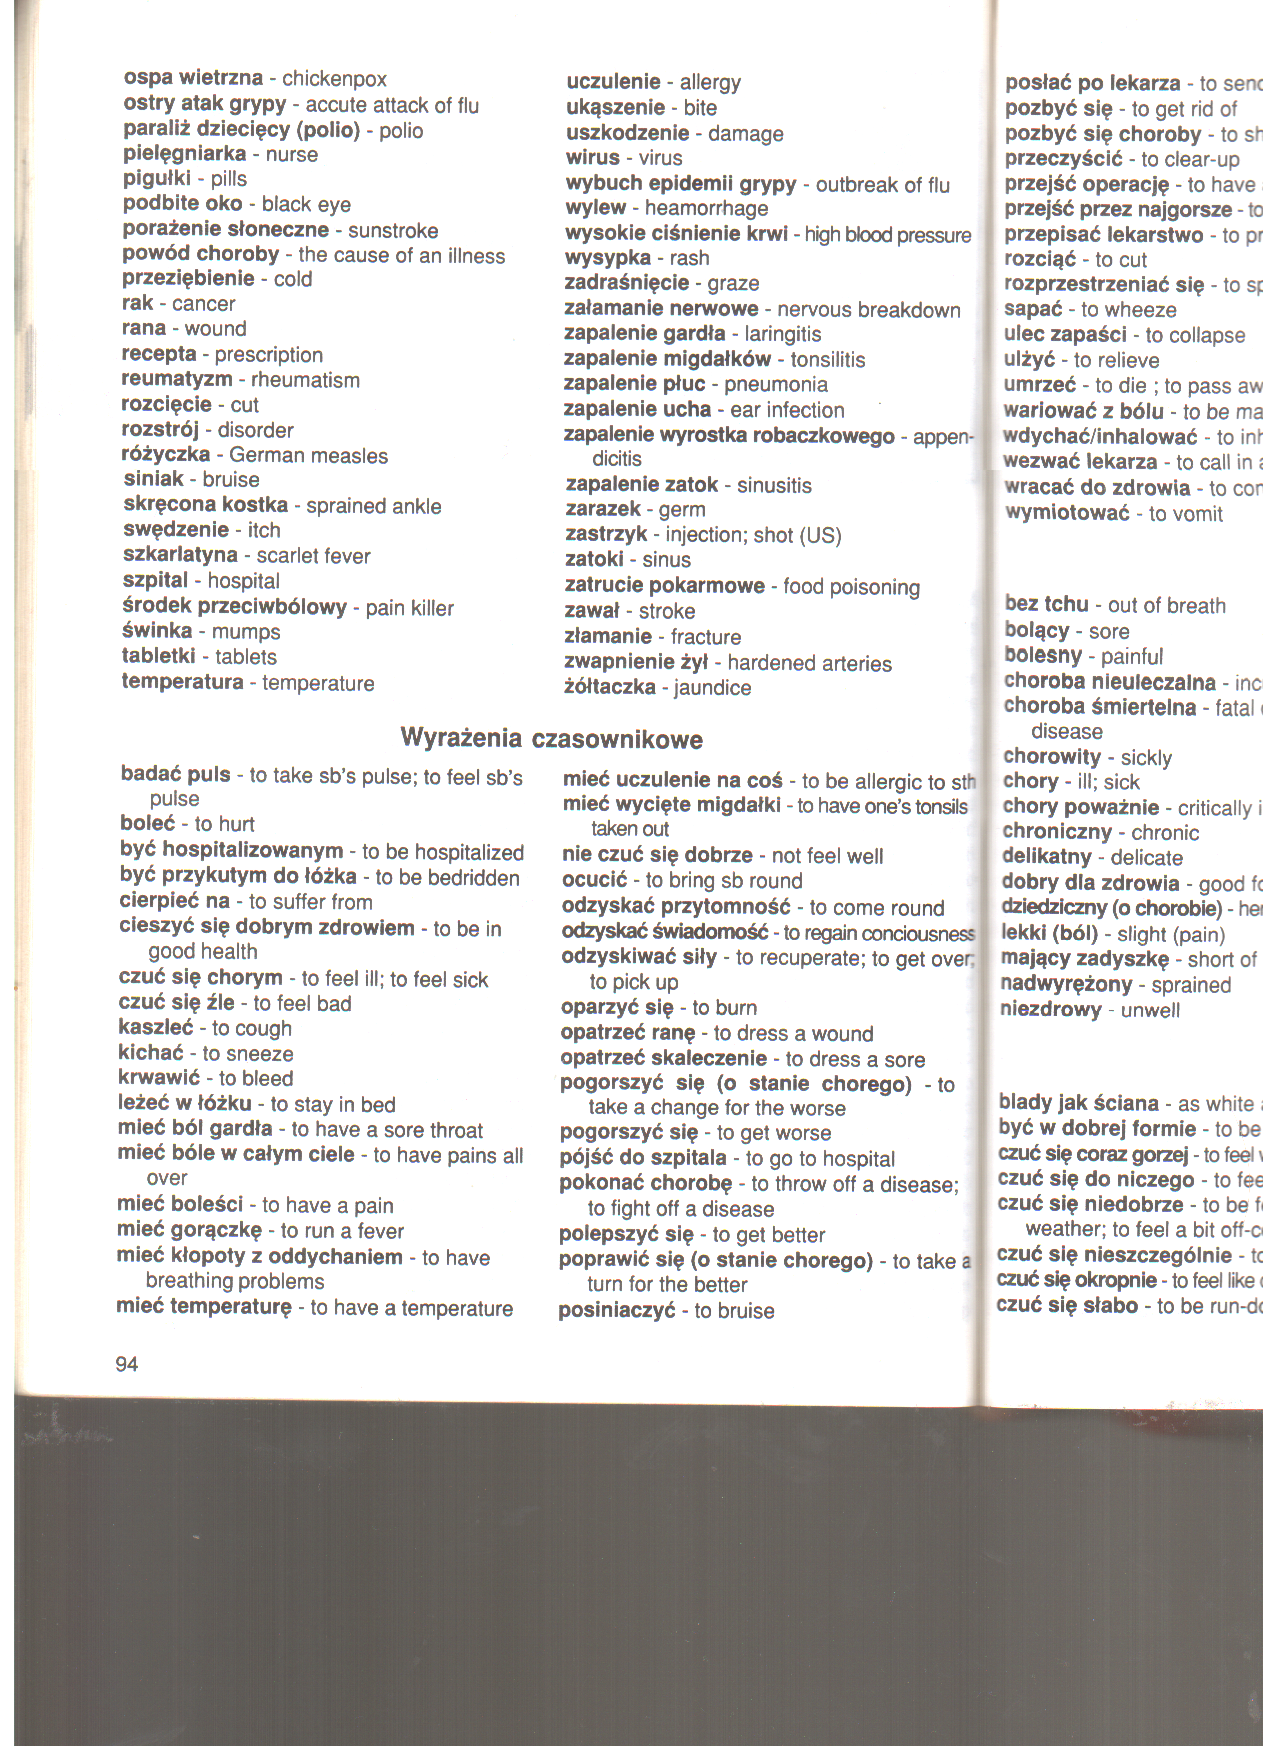 ospa wietrzna - chickenpox
ostry atak grypy - accute attack of flu
paraliż dziecięcy (polio) - polio
pielęgniarka - nurse
pigułki - pills
podbite oko - black eye
porażenie słoneczne - sunstroke
powód choroby - the cause of an illness
przeziębienie - cold
rak - cancer
rana - wound
recepta - prescription
reumatyzm - rheumatism
rozcięcie - cut
rozstrój - disorder
różyczka - German measles
siniak - bruise
skręcona kostka - sprained ankle
swędzenie - itch
szkarlatyna - scarlet fever
szpital - hospital
środek przeciwbólowy - pain killer
świnka - mumps
tabletki - tablets
temperatura - temperature
uczulenie - allergy
ukąszenie - bite
uszkodzenie - damage
wirus - virus
wybuch epidemii grypy - outbreak of flu
wylew - heamorrhage
wysokie ciśnienie krwi - high blood pressure
wysypka - rash
zadraśnięcie - graze
załamanie nerwowe - nervous breakdown
zapalenie gardła - laringitis
zapalenie migdałków - tonsilitis
zapalenie płuc - pneumonia
zapalenie ucha - ear infection
zapalenie wyrostka robaczkowego - appen-
dicitis
zapalenie zatok - sinusitis
zarazek - germ
zastrzyk - injection; shot (US)
zatoki - sinus
zatrucie pokarmowe - food poisoning
zawał - stroke
złamanie - fracture
zwapnienie żył - hardened arteries
żółtaczka - jaundice
Wyrażenia czasownikowe
badać puls - to take sb's pulse; to feel sb's
pulse
boleć - to hurt
być hospitalizowanym - to be hospitalized
być przykutym do łóżka - to be bedridden
cierpieć na - to suffer from
cieszyć się dobrym zdrowiem - to be in
good health
czuć się chorym - to feel ill; to feel sick
czuć się źle - to feel bad
kaszleć - to cough
kichać - to sneeze
krwawić - to bleed
leżeć w łóżku - to stay in bed
mieć ból gardła - to have a sore throat
mieć bóle w całym ciele - to have pains all
over
mieć boleści - to have a pain
mieć gorączkę - to run a fever
mieć kłopoty z oddychaniem - to have
breathing problems
mieć temperaturę - to have a temperature
mieć uczulenie na coś - to be allergic to sth
mieć wycięte migdałki - to have one's tonsils
taken out
nie czuć się dobrze - not feel well
ocucić - to bring sb round
odzyskać przytomność - to come round
odzyskać świadomość - to regain conciousness
odzyskiwać siły - to recuperate; to get over;
to pick up
oparzyć się - to burn
opatrzeć ranę - to dress a wound
opatrzeć skaleczenie - to dress a sore
pogorszyć się (o stanie chorego) - to
take a change for the worse
pogorszyć się - to get worse
pójść do szpitala - to go to hospital
pokonać chorobę - to throw off a disease;
to fight off a disease
polepszyć się - to get better
poprawić się (o stanie chorego) - to take a
turn for the better
posiniaczyć - to bruise
94
posłać po lekarza - to
pozbyć się - to get rid of
pozbyć się choroby - to
przeczyścić - to clear-up
przejść operację - to have
przejść przez najgorsze - to
przepisać lekarstwo - to
rozciąć - to cut
rozprzestrzeniać się - to
sapać - to wheeze
ulec zapaści - to collapse
ulżyć - to relieve
umrzeć - to die ; to pass
wariować z bólu - to be
wdychać/inhalować - to
wezwać lekarza - to call in
wracać do zdrowia - to
wymiotować - to vomit
bez tchu - out of breath
bolący - sore
bolesny - painful
choroba nieuleczalna -
choroba śmiertelna - fatal
disease
chorowity - sickly
chory - ill; sick
chory poważnie - critically
chroniczny - chronic
delikatny - delicate
dobry dla zdrowia - good
dziedziczny (o chorobie) -
lekki (ból) - slight (pain)
mający zadyszkę - short of
nadwyrężony - sprained
niezdrowy - unwell
blady jak ściana - as white
być w dobrej formie - to be
czuć się coraz gorzej - to feel
czuć się do niczego - to
czuć się niedobrze - to be
weather; to feel a bit
czuć się nieszczególnie -
czuć się okropnie - to feel like
czuć się słabo - to be